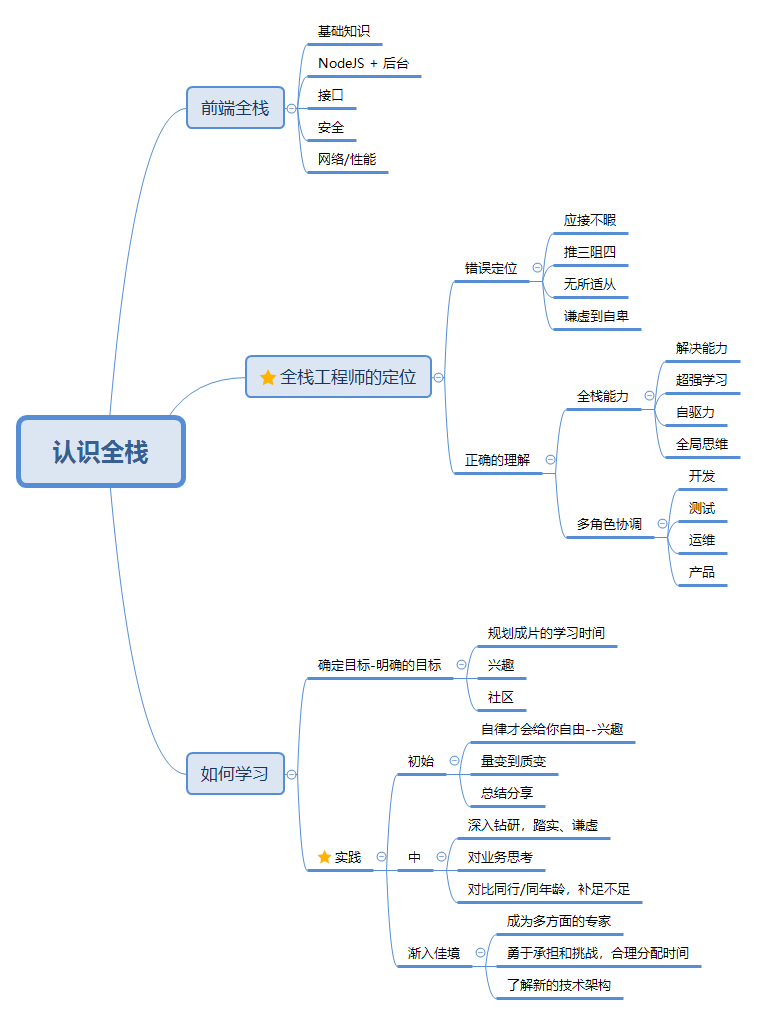 认识全栈
前端全栈
基础知识
NodeJS + 后台
接口
安全
网络/性能
全栈工程师的定位
错误定位
应接不暇
推三阻四
无所适从
谦虚到自卑
正确的理解
全栈能力
解决能力
超强学习
自驱力
全局思维
多角色协调
开发
测试
运维
产品
如何学习
确定目标-明确的目标
规划成片的学习时间
兴趣
社区
实践
初始
自律才会给你自由--兴趣
量变到质变
总结分享
中
深入钻研，踏实、谦虚
对业务思考
对比同行/同年龄，补足不足
渐入佳境
成为多方面的专家
勇于承担和挑战，合理分配时间
了解新的技术架构